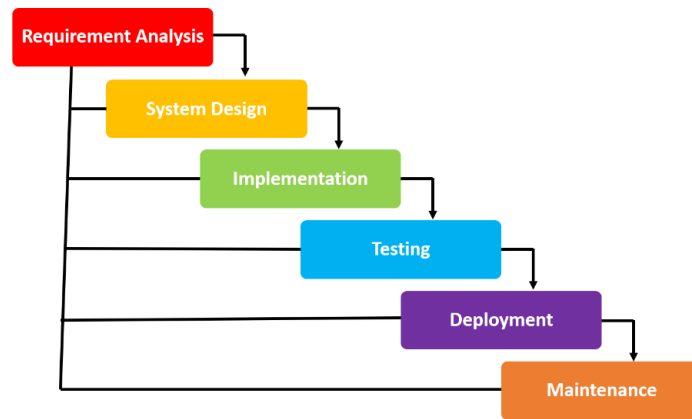 Requirement Analysis
System Design
Implementation
Testing
Deployment
Maintenance